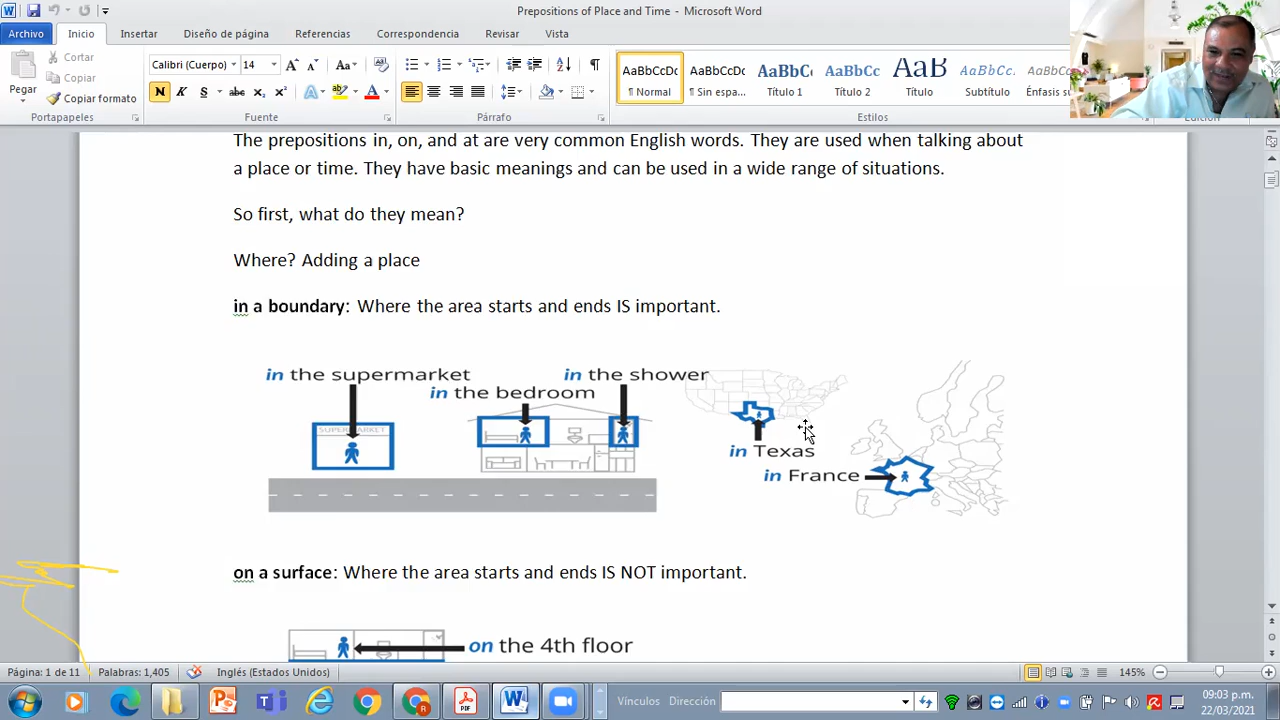 Prepositions of Place and Time - Microsoft Word
Archivo Inicio Insertar Diseño de página Referencias Correspondencia Revisar Vista
Pegar
Cortar
Copiar
Copiar formato
Portapapeles
Calibri (Cuerpo) 14
Fuente
Párrafo
AaBbCcDc AaBbCcDc AaBbC AaBbCc AaB AaBbCc. AaBbCc
¶ Normal ¶ Sin espa... Título 1 Título 2 Título Subtítulo Énfasis
Estilos
The prepositions in, on, and at are very common English words. They are used when talking about
a place or time. They have basic meanings and can be used in a wide range of situations.
So first, what do they mean?
Where? Adding a place
in a boundary: Where the area starts and ends IS important.
in the supermarket
in the bedroom
in the shower
SUPERMARKET
in Texas
in France
on a surface: Where the area starts and ends IS NOT important.
on the 4th floor
Página: 1 de 11 Palabras: 1,405 Inglés (Estados Unidos) 145%
Vínculos Dirección
09:03 p.m.
22/03/2021